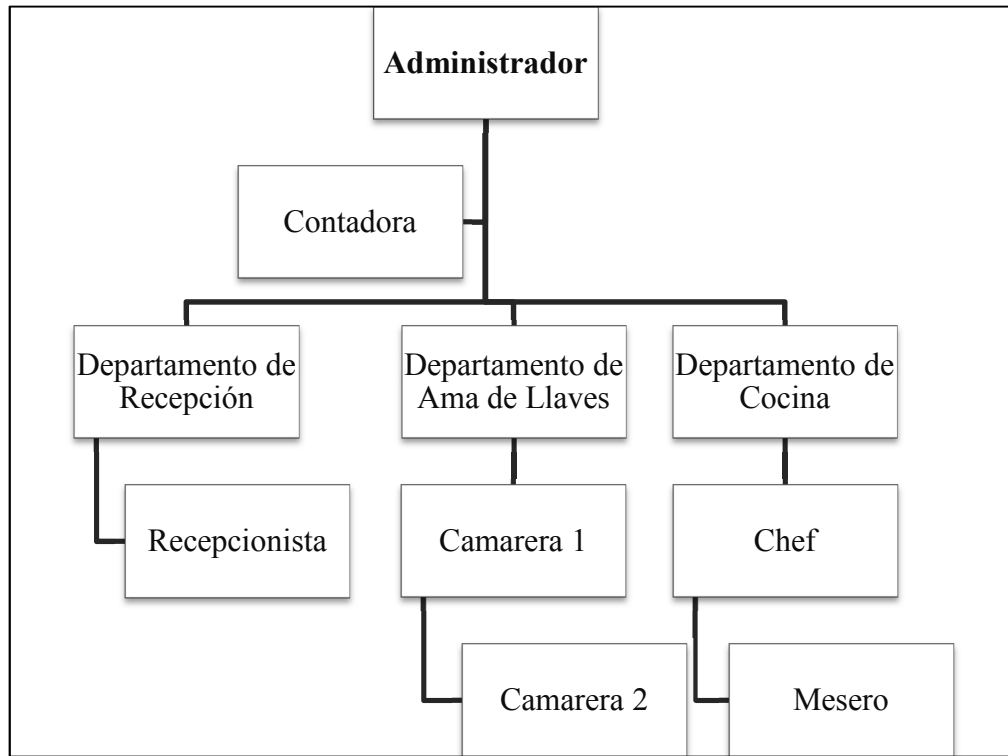 Administrador
Contadora
Departamento de
Recepción
Departamento de
Ama de Llaves
Departamento de
Cocina
Recepcionista
Camarera 1
Chef
Camarera 2
Mesero